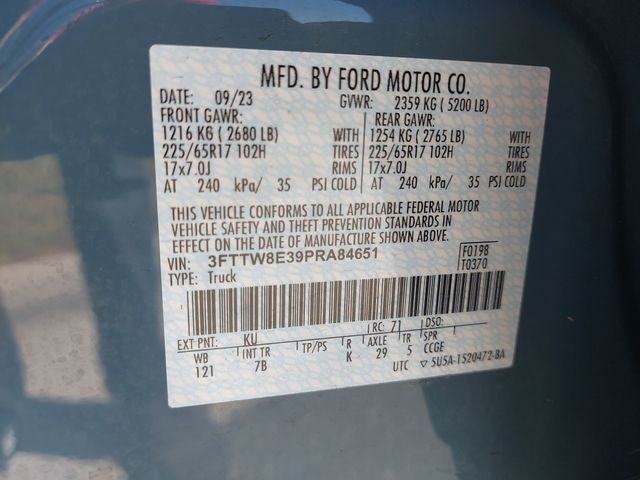 MFD. BY FORD MOTOR CO.
DATE: 09/23 GVWR: 2359 KG ( 5200 LB)
FRONT GAWR: REAR GAWR:
1216 KG ( 2680 LB) WITH 1254 KG ( 2765 LB) WITH
225/65R17 102H TIRES 225/65R17 102H TIRES
17x7.0J RIMS 17x7.0J RIMS
AT 240 kPa/ 35 PSI COLD AT 240 kPa/ 35 PSI COLD
THIS VEHICLE CONFORMS TO ALL APPLICABLE FEDERAL MOTOR
VEHICLE SAFETY AND THEFT PREVENTION STANDARDS IN
EFFECT ON THE DATE OF MANUFACTURE SHOWN ABOVE.
VIN: 3FTTW8E39PRA84651 F0198
TYPE: Truck T0370
EXT PNT: KU RC: 71 DSO:
WB INT TR TP/PS R AXLE TR SPR
121 7B K 29 5 CCGE
UTC ▽ 5U5A-1520472-BA